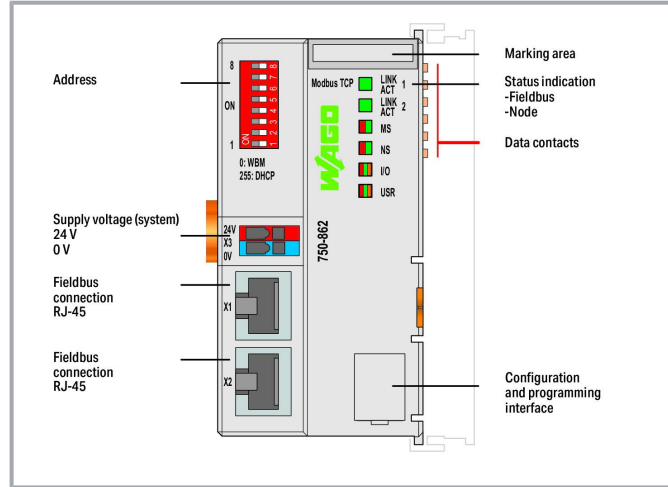 Address
Supply voltage (system)
24 V
0 V
Fieldbus
connection
RJ-45
Fieldbus
connection
RJ-45
8
ON
1
ON
1 2 3 4 5 6 7 8
0: WBM
255: DHCP
24V
X3
0V
X1
X2
Modbus TCP
LINK
ACT 1
LINK
ACT 2
MS
NS
I/O
USR
WAGO
750-862
Marking area
Status indication
-Fieldbus
-Node
Data contacts
Configuration
and programming
interface